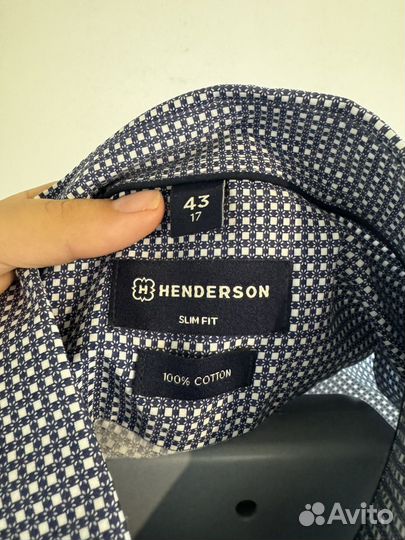 43
17
HENDERSON
SLIM FIT
100% COTTON
Avito